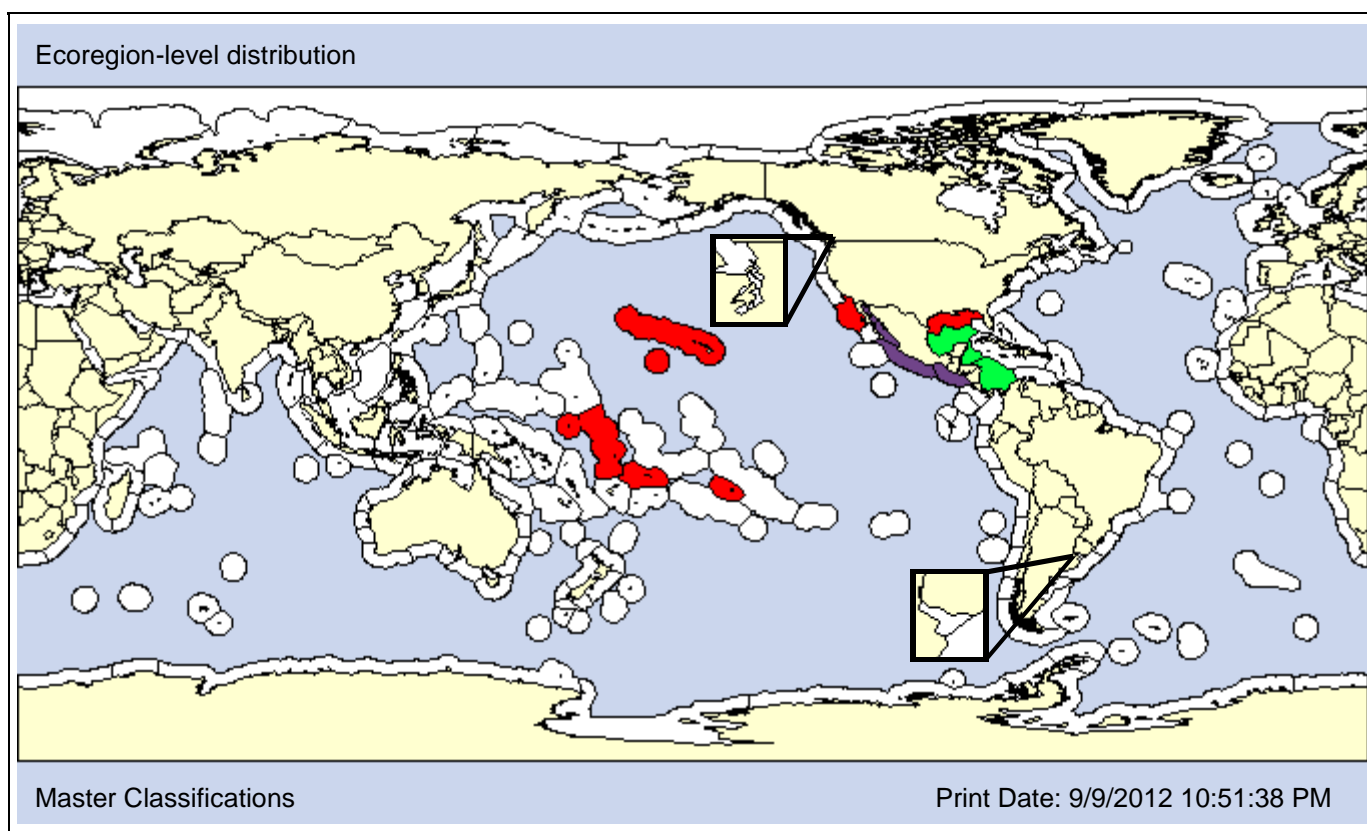 Ecoregion-level distribution
Master Classifications
Print Date: 9/9/2012 10:51:38 PM